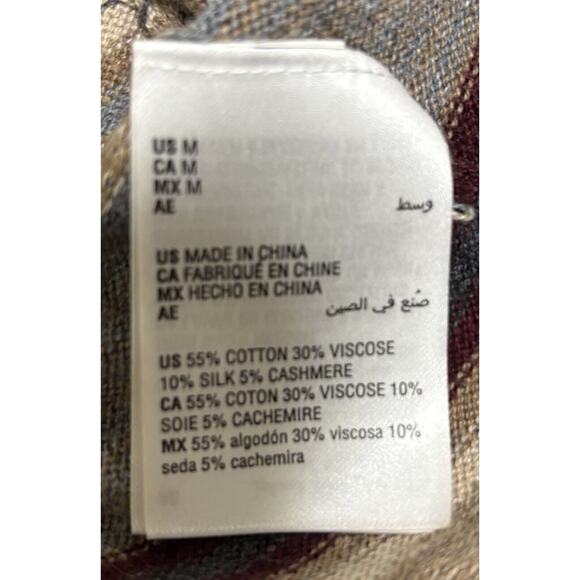 US M
CA M
MX M
AE وسط
US MADE IN CHINA
CA FABRIQUÉ EN CHINE
MX HECHO EN CHINA
AE صُنع في الصين
US 55% COTTON 30% VISCOSE
10% SILK 5% CASHMERE
CA 55% COTON 30% VISCOSE 10%
SOIE 5% CACHEMIRE
MX 55% algodón 30% viscosa 10%
seda 5% cachemira